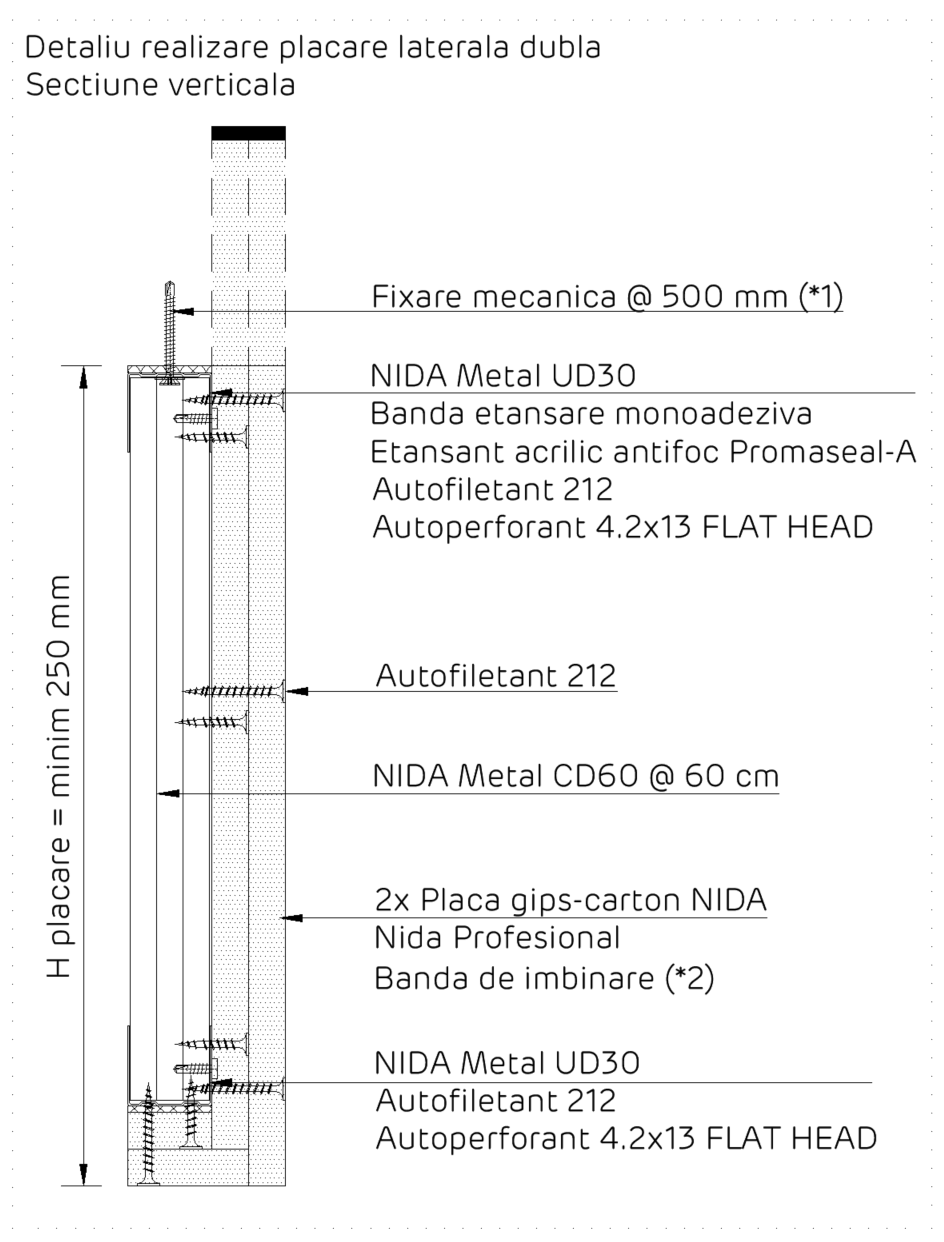 Detaliu realizare placare laterala dubla
Sectiune verticala
Fixare mecanica @ 500 mm (*1)
NIDA Metal UD30
Banda etansare monoadeziva
Etansant acrilic antifoc Promaseal-A
Autofiletant 212
Autoperforant 4.2x13 FLAT HEAD
H placare = minim 250 mm
Autofiletant 212
NIDA Metal CD60 @ 60 cm
2x Placa gips-carton NIDA
Nida Profesional
Banda de imbinare (*2)
NIDA Metal UD30
Autofiletant 212
Autoperforant 4.2x13 FLAT HEAD